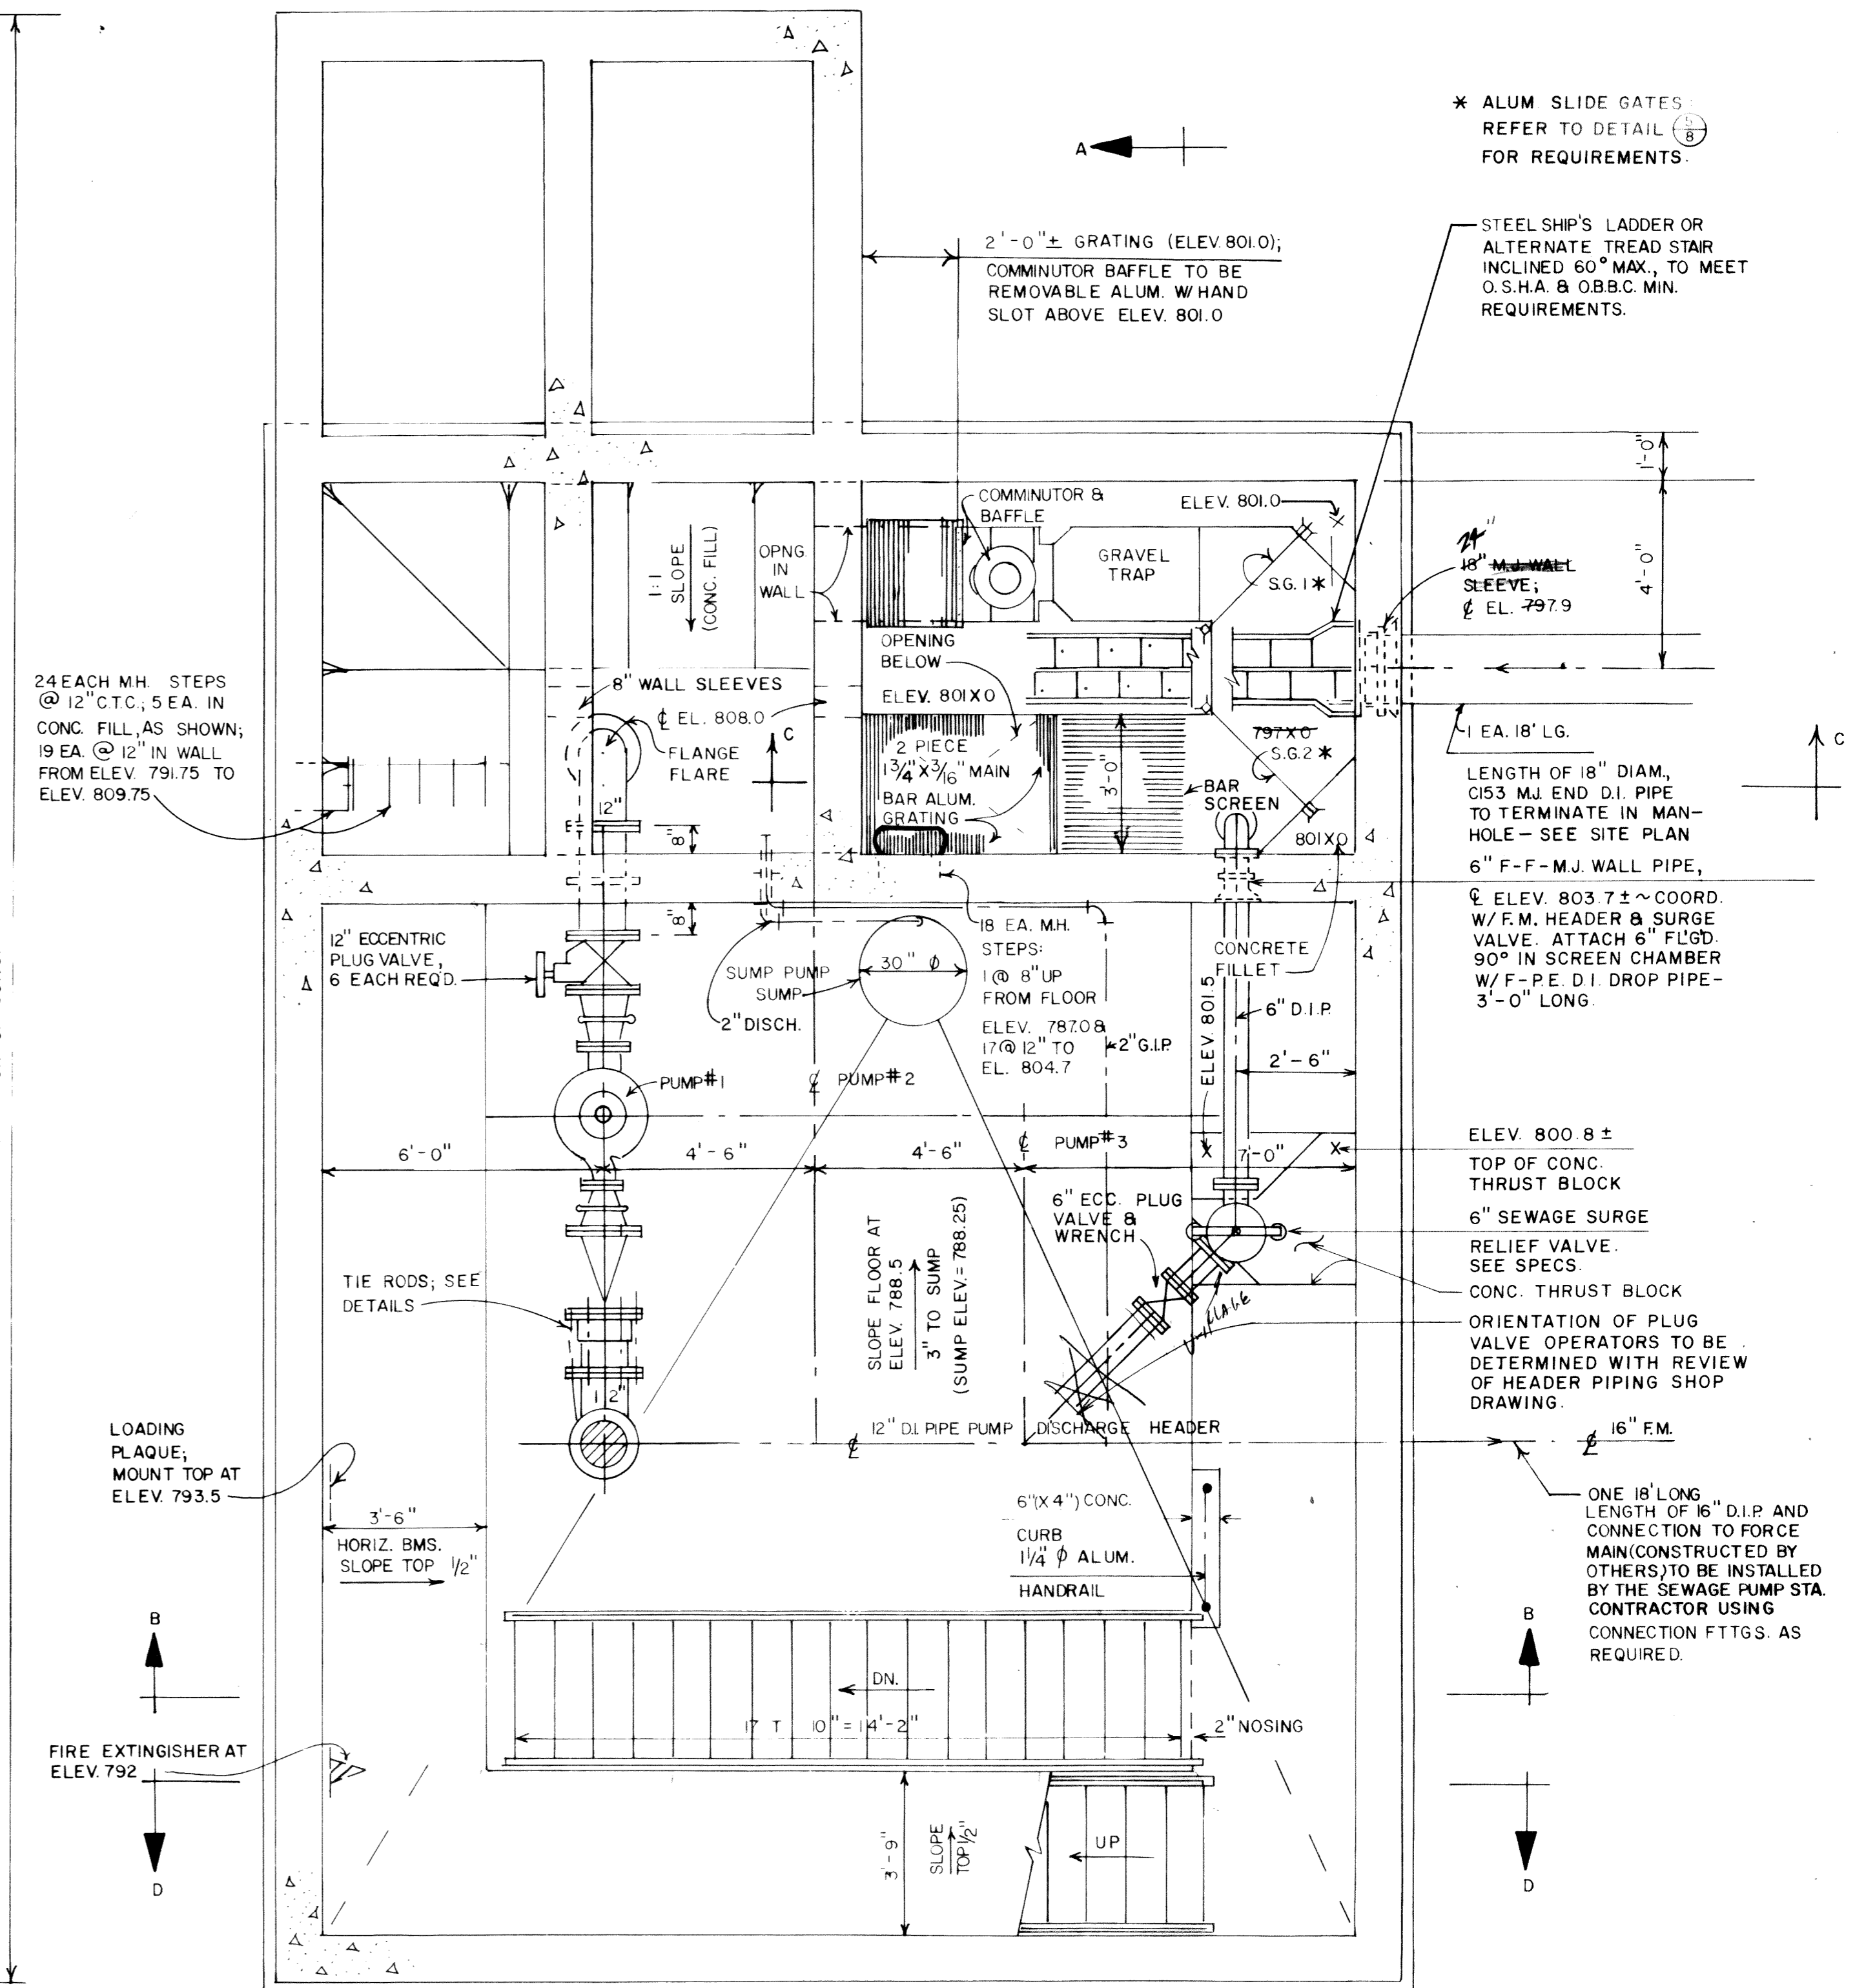 * ALUM SLIDE GATES
REFER TO DETAIL 5/8
FOR REQUIREMENTS.
A
2'-0"± GRATING (ELEV. 801.0);
COMMINUTOR BAFFLE TO BE
REMOVABLE ALUM. W/ HAND
SLOT ABOVE ELEV. 801.0
STEEL SHIP'S LADDER OR
ALTERNATE TREAD STAIR
INCLINED 60° MAX., TO MEET
O.S.H.A. & O.B.B.C. MIN.
REQUIREMENTS.
1'-0"
4'-0"
COMMINUTOR &
BAFFLE
ELEV. 801.0
GRAVEL
TRAP
S.G. 1 *
1:1
SLOPE
(CONC. FILL)
OPNG.
IN
WALL
24"
18" M.J. WALL
SLEEVE;
℄ EL. 797.9
OPENING
BELOW
ELEV. 801X0
24 EACH M.H. STEPS
@ 12" C.T.C.; 5 EA. IN
CONC. FILL, AS SHOWN;
19 EA. @ 12" IN WALL
FROM ELEV. 791.75 TO
ELEV. 809.75
8" WALL SLEEVES
℄ EL. 808.0
FLANGE
FLARE
C
2 PIECE
1 3/4" X 3/16" MAIN
BAR ALUM.
GRATING
3'-0"
BAR
SCREEN
797X0
S.G. 2 *
801X0
12"
8"
8"
1 EA. 18' LG.
LENGTH OF 18" DIAM.,
C153 M.J. END D.I. PIPE
TO TERMINATE IN MAN-
HOLE - SEE SITE PLAN
C
6" F-F-M.J. WALL PIPE,
℄ ELEV. 803.7 ± ~ COORD.
W/ F.M. HEADER & SURGE
VALVE. ATTACH 6" FL'G'D.
90° IN SCREEN CHAMBER
W/ F-P.E. D.I. DROP PIPE-
3'-0" LONG.
12" ECCENTRIC
PLUG VALVE,
6 EACH REQ'D.
SUMP PUMP
SUMP
30" Ø
2" DISCH.
18 EA. M.H.
STEPS:
1 @ 8" UP
FROM FLOOR
ELEV. 787.0 &
17 @ 12" TO
EL. 804.7
2" G.I.P.
CONCRETE
FILLET
ELEV. 801.5
6" D.I.P.
2'-6"
PUMP #1
℄ PUMP #2
℄ PUMP #3
6'-0"
4'-6"
4'-6"
7'-0"
X
X
ELEV. 800.8 ±
TOP OF CONC.
THRUST BLOCK
6" SEWAGE SURGE
RELIEF VALVE.
SEE SPECS.
CONC. THRUST BLOCK
ORIENTATION OF PLUG
VALVE OPERATORS TO BE
DETERMINED WITH REVIEW
OF HEADER PIPING SHOP
DRAWING.
6" ECC. PLUG
VALVE &
WRENCH
TIE RODS; SEE
DETAILS
SLOPE FLOOR AT
ELEV. 788.5
3" TO SUMP
(SUMP ELEV. = 788.25)
12"
12" D.I. PIPE PUMP DISCHARGE HEADER
℄
℄ 16" F.M.
LOADING
PLAQUE;
MOUNT TOP AT
ELEV. 793.5
3'-6"
HORIZ. BMS.
SLOPE TOP 1/2"
6" (X 4") CONC.
CURB
1 1/4" Ø ALUM.
HANDRAIL
ONE 18' LONG
LENGTH OF 16" D.I.P. AND
CONNECTION TO FORCE
MAIN (CONSTRUCTED BY
OTHERS) TO BE INSTALLED
BY THE SEWAGE PUMP STA.
CONTRACTOR USING
CONNECTION FTTGS. AS
REQUIRED.
B
B
DN.
17 T 10" = 14'-2"
2" NOSING
FIRE EXTINGISHER AT
ELEV. 792
3'-9"
SLOPE
TOP 1/2"
UP
D
D